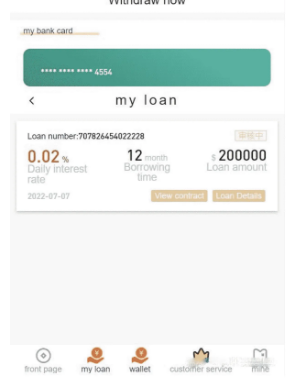 Withdraw now
my bank card
**** **** **** 4554
<
my loan
Loan number:707826454022228
审核中
0.02 %
Daily interest rate
12 month
Borrowing time
$ 200000
Loan amount
2022-07-07
View contract
Loan Details
front page
my loan
wallet
customer service
mine